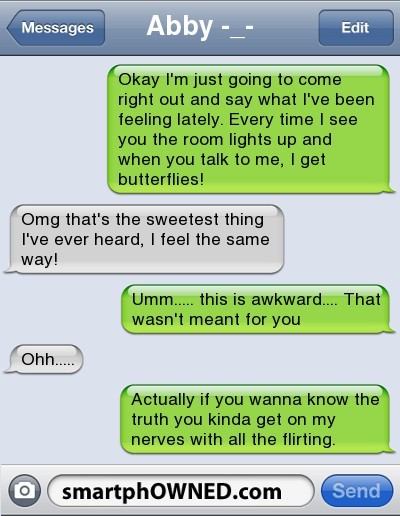 Messages Abby -_- Edit
Okay I'm just going to come
right out and say what I've been
feeling lately. Every time I see
you the room lights up and
when you talk to me, I get
butterflies!
Omg that's the sweetest thing
I've ever heard, I feel the same
way!
Umm..... this is awkward.... That
wasn't meant for you
Ohh.....
Actually if you wanna know the
truth you kinda get on my
nerves with all the flirting.
smartphOWNED.com Send